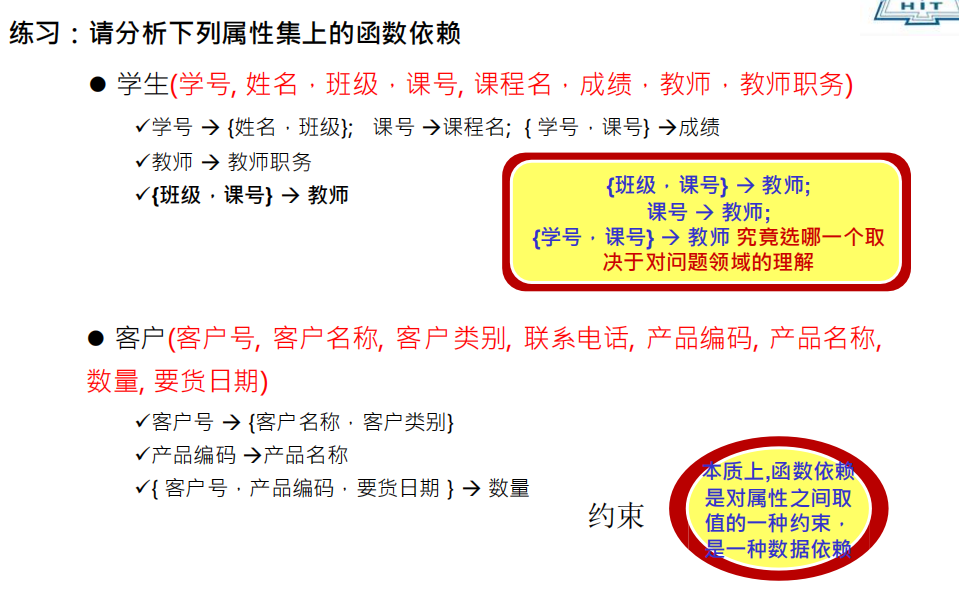 HIT
练习：请分析下列属性集上的函数依赖
● 学生(学号, 姓名，班级，课号, 课程名，成绩，教师，教师职务)
✓学号 → {姓名，班级}; 课号 →课程名; { 学号，课号} →成绩
✓教师 → 教师职务
✓{班级，课号} → 教师
{班级，课号} → 教师;
课号 → 教师;
{学号，课号} → 教师 究竟选哪一个取
决于对问题领域的理解
● 客户(客户号, 客户名称, 客户类别, 联系电话, 产品编码, 产品名称,
数量, 要货日期)
✓客户号 → {客户名称，客户类别}
✓产品编码 →产品名称
✓{ 客户号，产品编码，要货日期 } → 数量
约束
本质上,函数依赖
是对属性之间取
值的一种约束，
是一种数据依赖